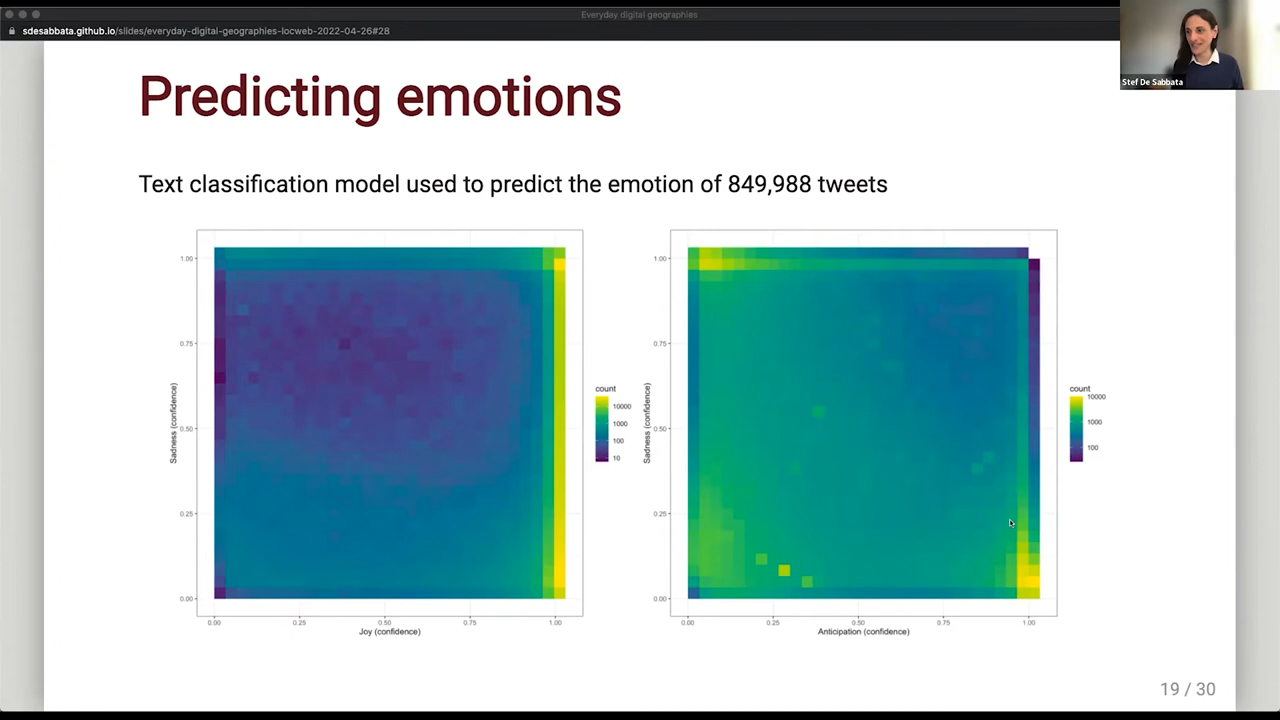 Everyday digital geographies
sdesabbata.github.io/slides/everyday-digital-geographies-locweb-2022-04-26#28
Stef De Sabbata
Predicting emotions
Text classification model used to predict the emotion of 849,988 tweets
1.00
0.75
0.50
0.25
0.00
Sadness (confidence)
0.00 0.25 0.50 0.75 1.00
Joy (confidence)
count
10000
1000
100
10
1.00
0.75
0.50
0.25
0.00
Sadness (confidence)
0.00 0.25 0.50 0.75 1.00
Anticipation (confidence)
count
10000
1000
100
19 / 30